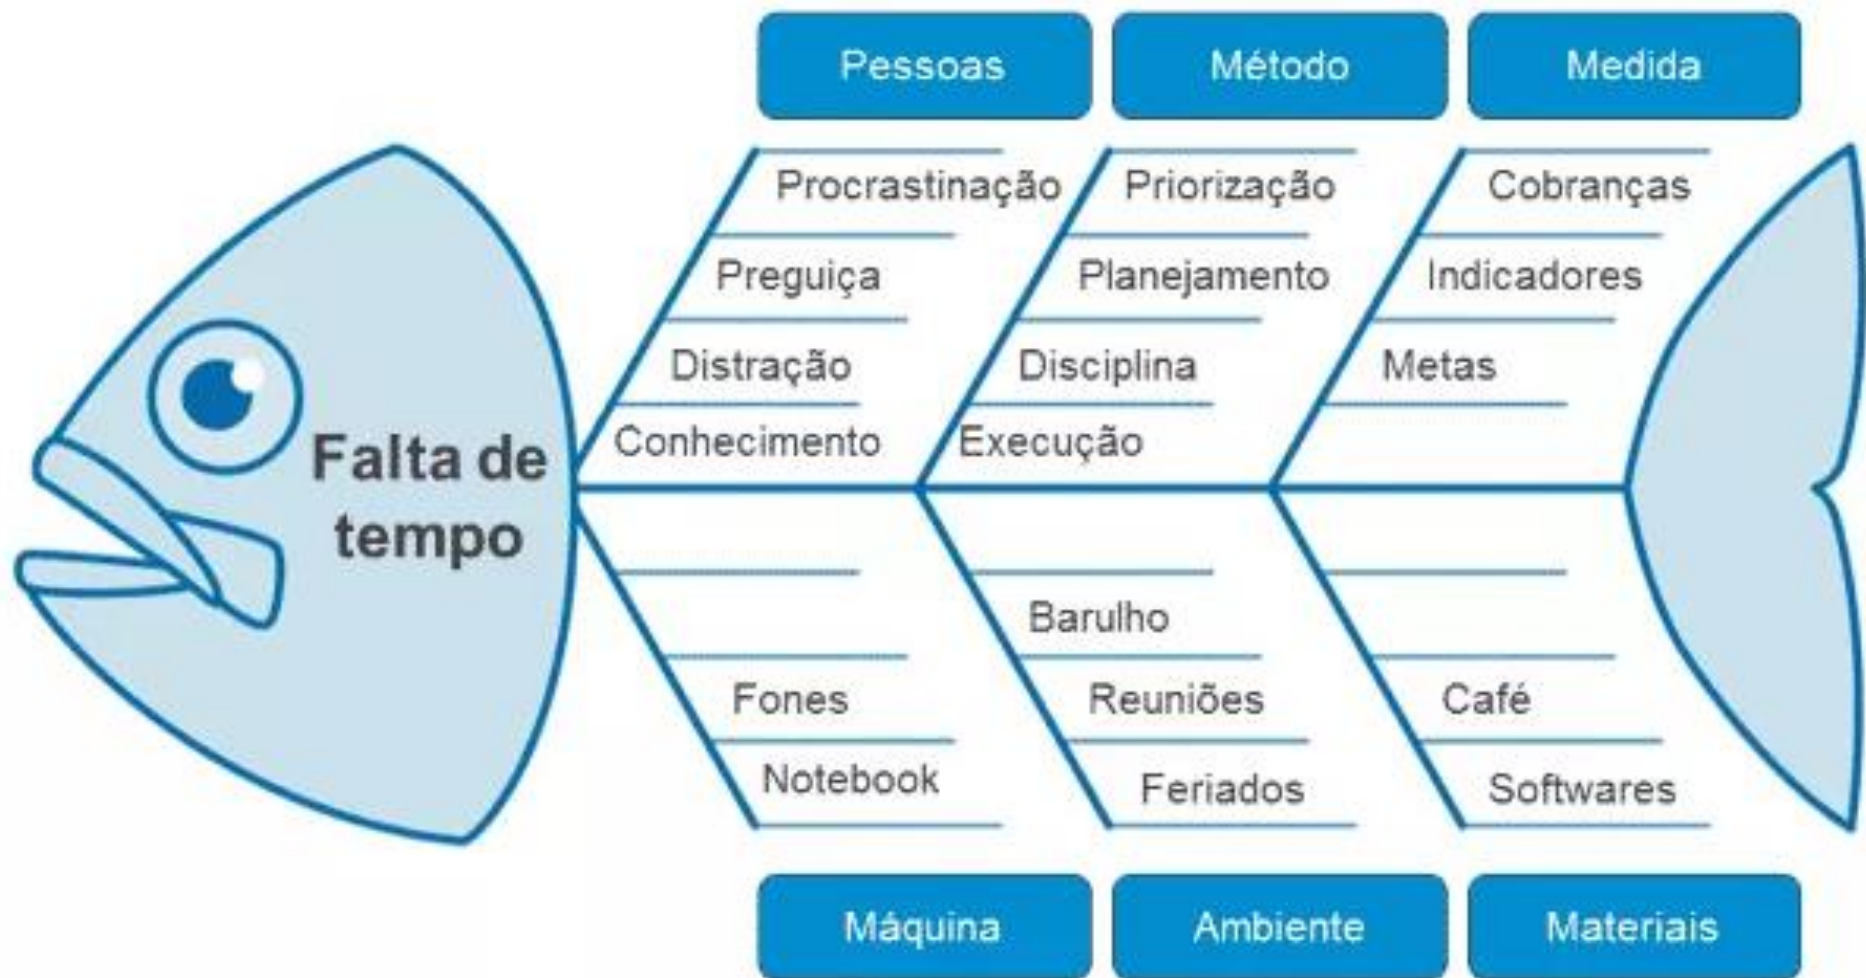 Pessoas
Método
Medida
Procrastinação
Priorização
Cobranças
Preguiça
Planejamento
Indicadores
Distração
Disciplina
Metas
Conhecimento
Execução
Falta de
tempo
Barulho
Fones
Reuniões
Café
Notebook
Feriados
Softwares
Máquina
Ambiente
Materiais